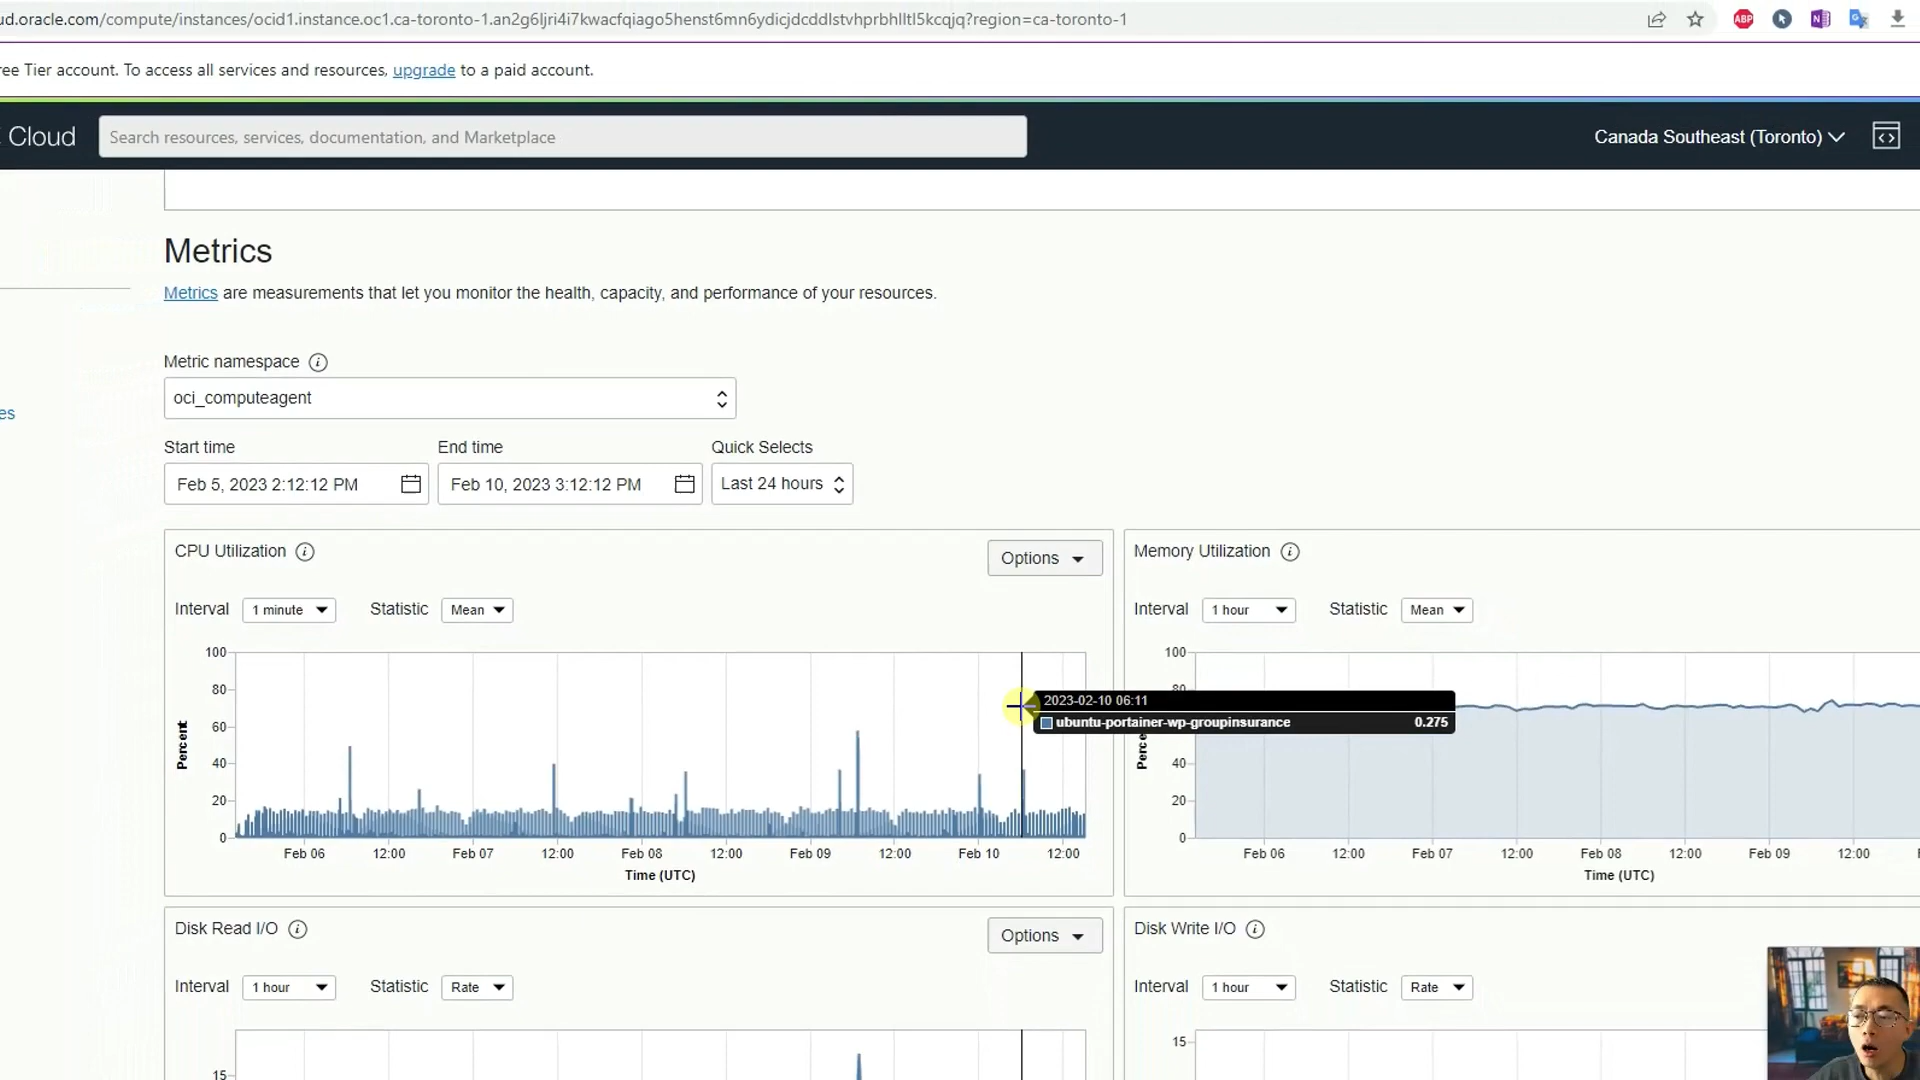 ud.oracle.com/compute/instances/ocid1.instance.oc1.ca-toronto-1.an2g6ljri4i7kwacfqiago5henst6mn6ydicjdcddlstvhprbhlltl5kcqjq?region=ca-toronto-1
ABP
N
ree Tier account. To access all services and resources, upgrade to a paid account.
Cloud
Search resources, services, documentation, and Marketplace
Canada Southeast (Toronto)
Metrics
Metrics are measurements that let you monitor the health, capacity, and performance of your resources.
Metric namespace
oci_computeagent
es
Start time
End time
Quick Selects
Feb 5, 2023 2:12:12 PM
Feb 10, 2023 3:12:12 PM
Last 24 hours
CPU Utilization
Options
Interval
1 minute
Statistic
Mean
Percent
100
80
60
40
20
0
Feb 06
12:00
Feb 07
12:00
Feb 08
12:00
Feb 09
12:00
Feb 10
12:00
Time (UTC)
2023-02-10 06:11
ubuntu-portainer-wp-groupinsurance
0.275
Memory Utilization
Interval
1 hour
Statistic
Mean
Perce
100
80
40
20
0
Feb 06
12:00
Feb 07
12:00
Feb 08
12:00
Feb 09
12:00
F
Time (UTC)
Disk Read I/O
Options
Interval
1 hour
Statistic
Rate
15
Disk Write I/O
Interval
1 hour
Statistic
Rate
15